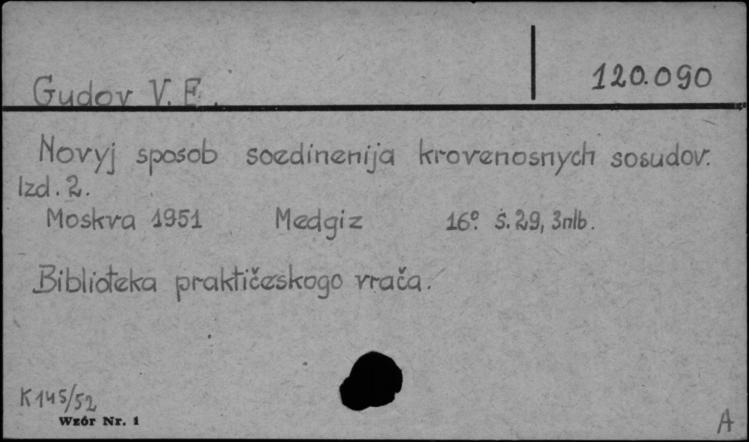 120.090
Gudov V. F.
Novyj sposob soedinenija krovenosnych sosudov.
Izd. 2.
Moskva 1951 Medgiz 16° s. 29, 3nlb.
Biblioteka praktičeskogo vrača.
K 145/52
Wzór Nr. 1
A